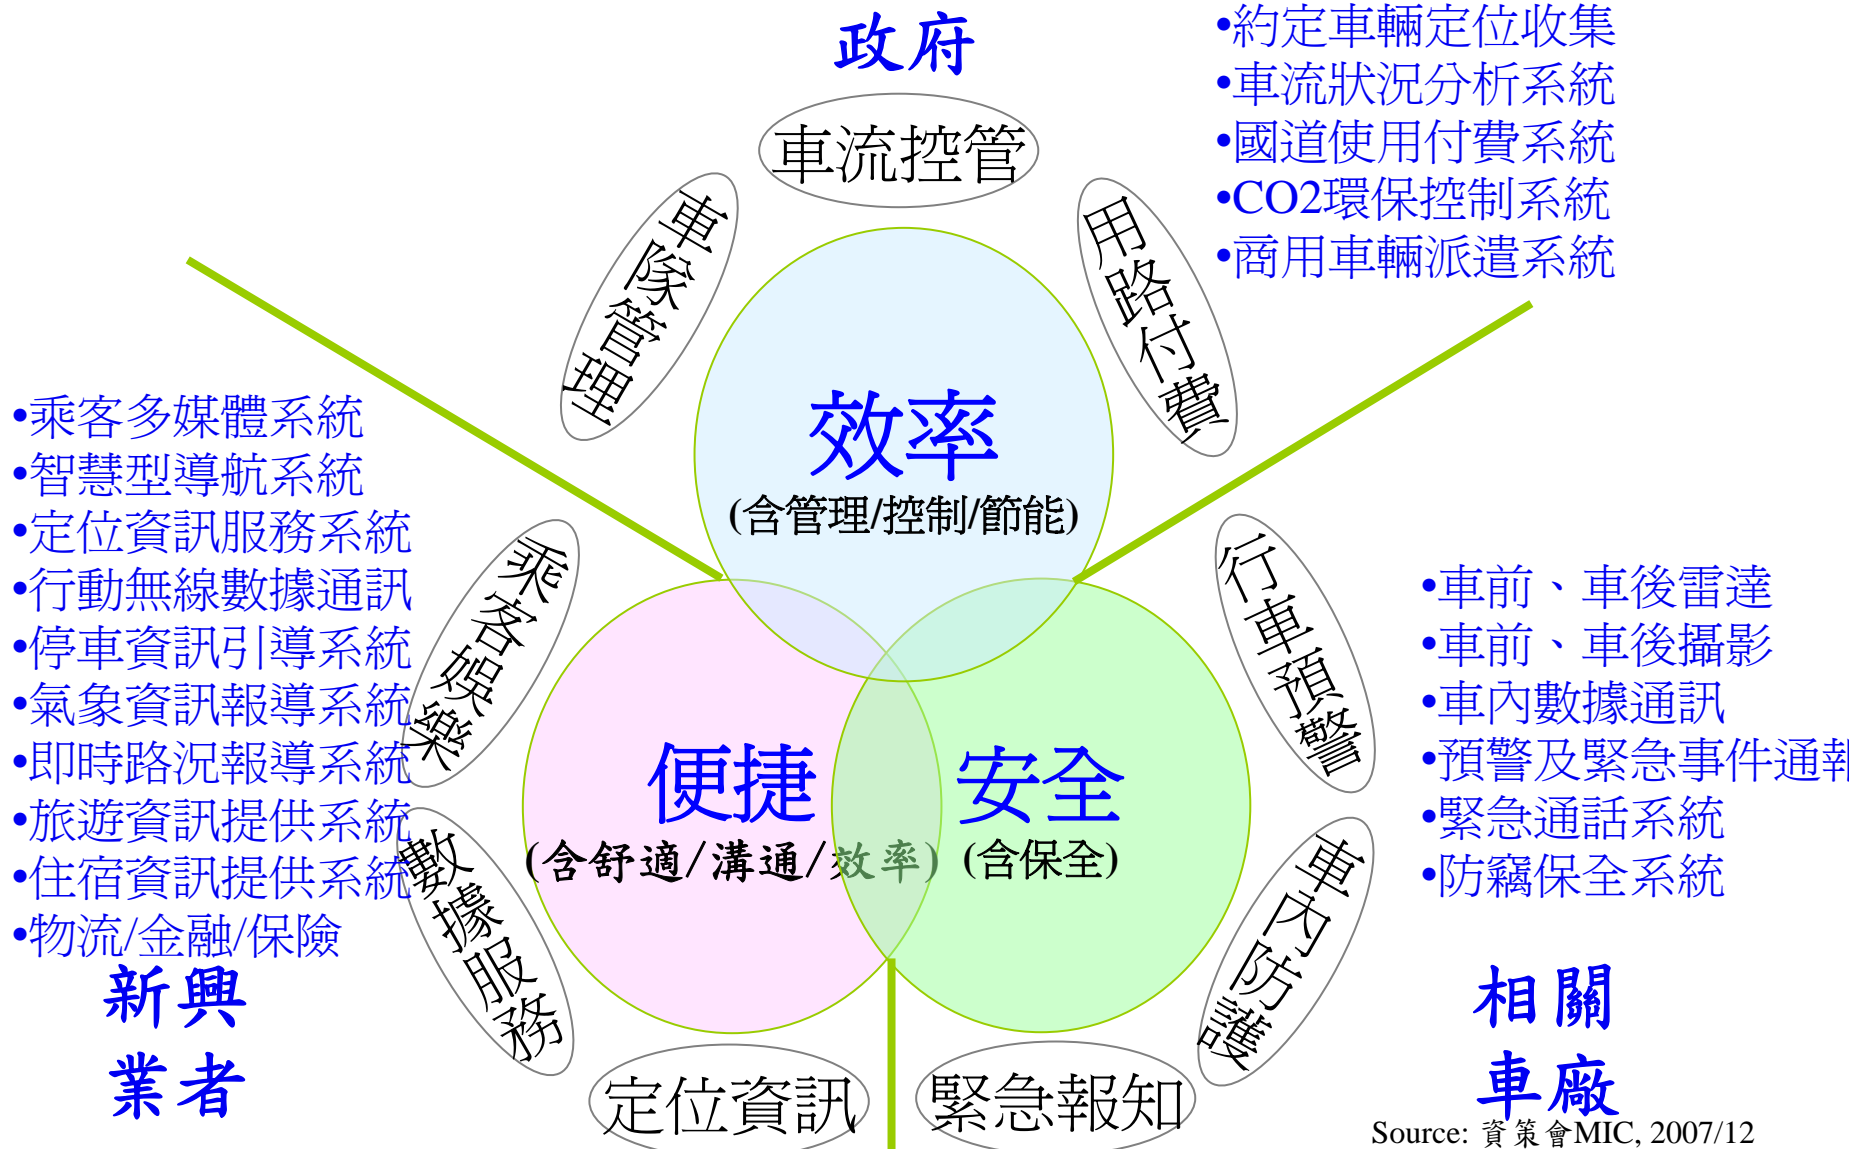 政府
•約定車輛定位收集
•車流狀況分析系統
•國道使用付費系統
•CO2環保控制系統
•商用車輛派遣系統
車流控管
車隊管理
用路付費
效率
(含管理/控制/節能)
•乘客多媒體系統
•智慧型導航系統
•定位資訊服務系統
•行動無線數據通訊
•停車資訊引導系統
•氣象資訊報導系統
•即時路況報導系統
•旅遊資訊提供系統
•住宿資訊提供系統
•物流/金融/保險
新興
業者
乘客娛樂
數據服務
定位資訊
便捷
(含舒適/溝通/效率)
安全
(含保全)
行車預警
車內防護
緊急報知
•車前、車後雷達
•車前、車後攝影
•車內數據通訊
•預警及緊急事件通報
•緊急通話系統
•防竊保全系統
相關
車廠
Source: 資策會MIC, 2007/12